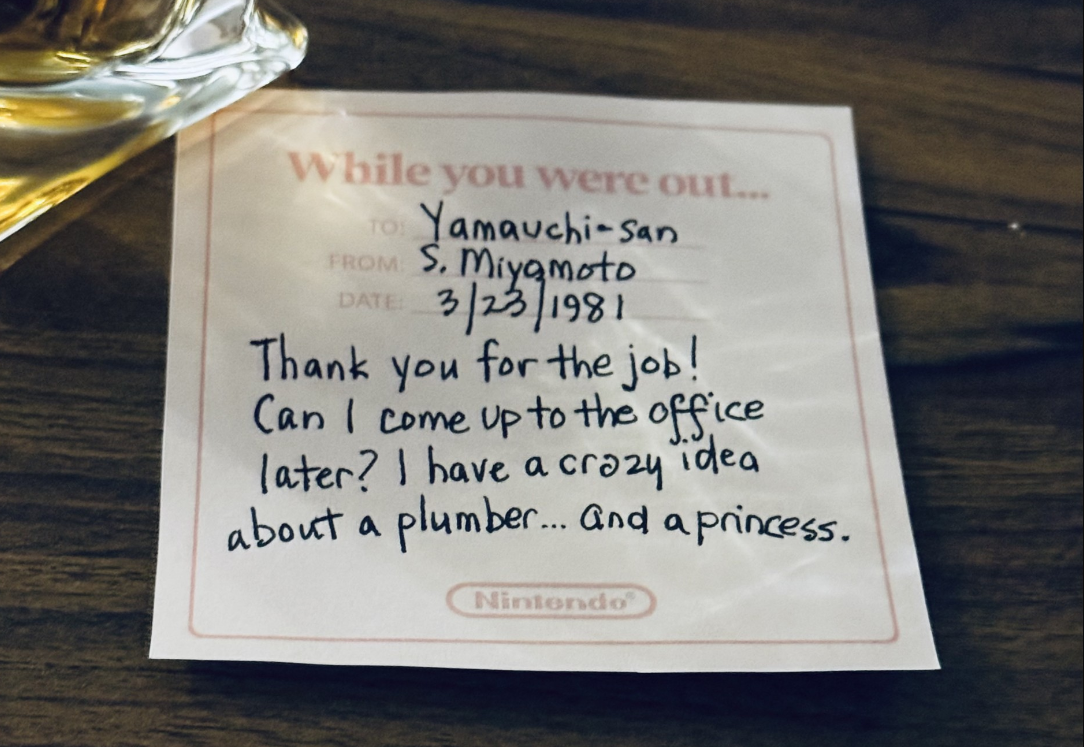 While you were out...
TO: Yamauchi-san
FROM: S. Miyamoto
DATE: 3/23/1981
Thank you for the job!
Can I come up to the office
later? I have a crazy idea
about a plumber... and a princess.
Nintendo®